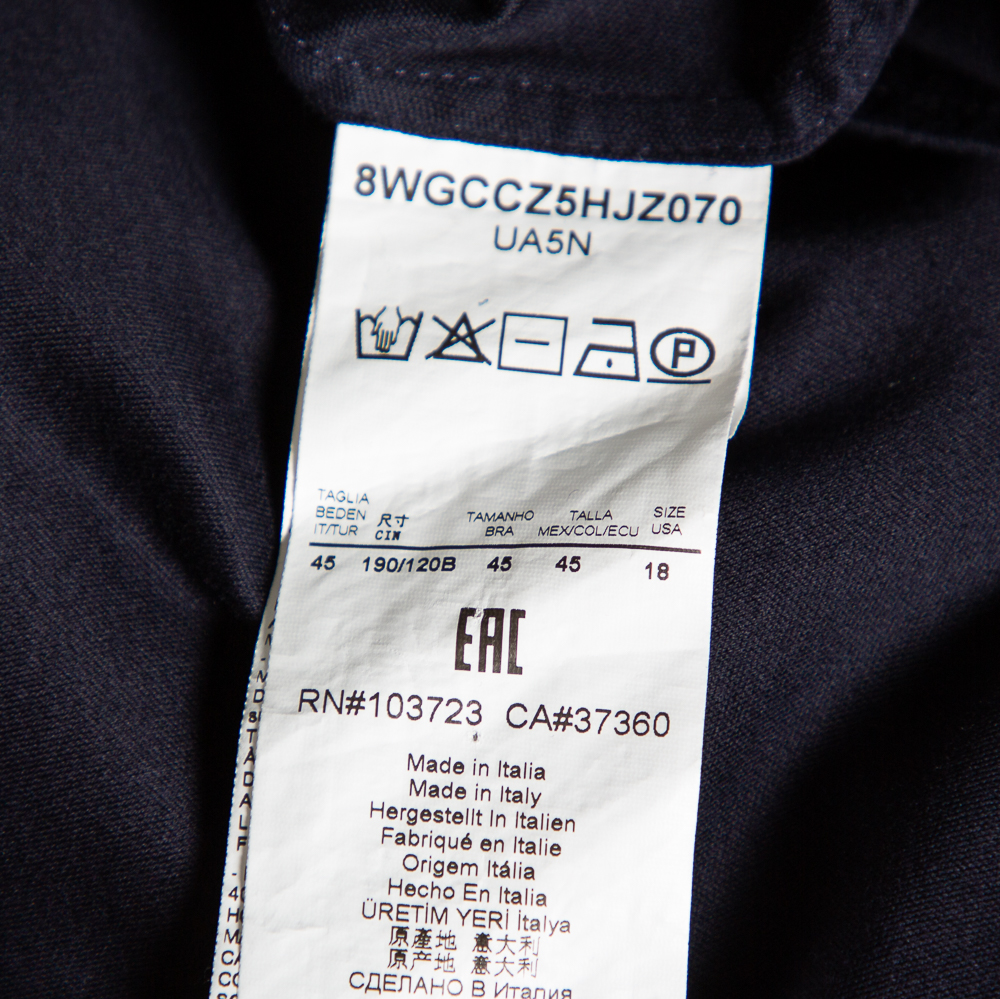 8WGCCZ5HJZ070
UA5N
P
TAGLIA BEDEN IT/TUR
尺寸 CIN
TAMANHO BRA
TALLA MEX/COL/ECU
SIZE USA
45 190/120B 45 45 18
EAC
RN#103723 CA#37360
Made in Italia
Made in Italy
Hergestellt In Italien
Fabriqué en Italie
Origem Itália
Hecho En Italia
ÜRETİM YERİ İtalya
原產地 意大利
原产地 意大利
СДЕЛАНО В Италия